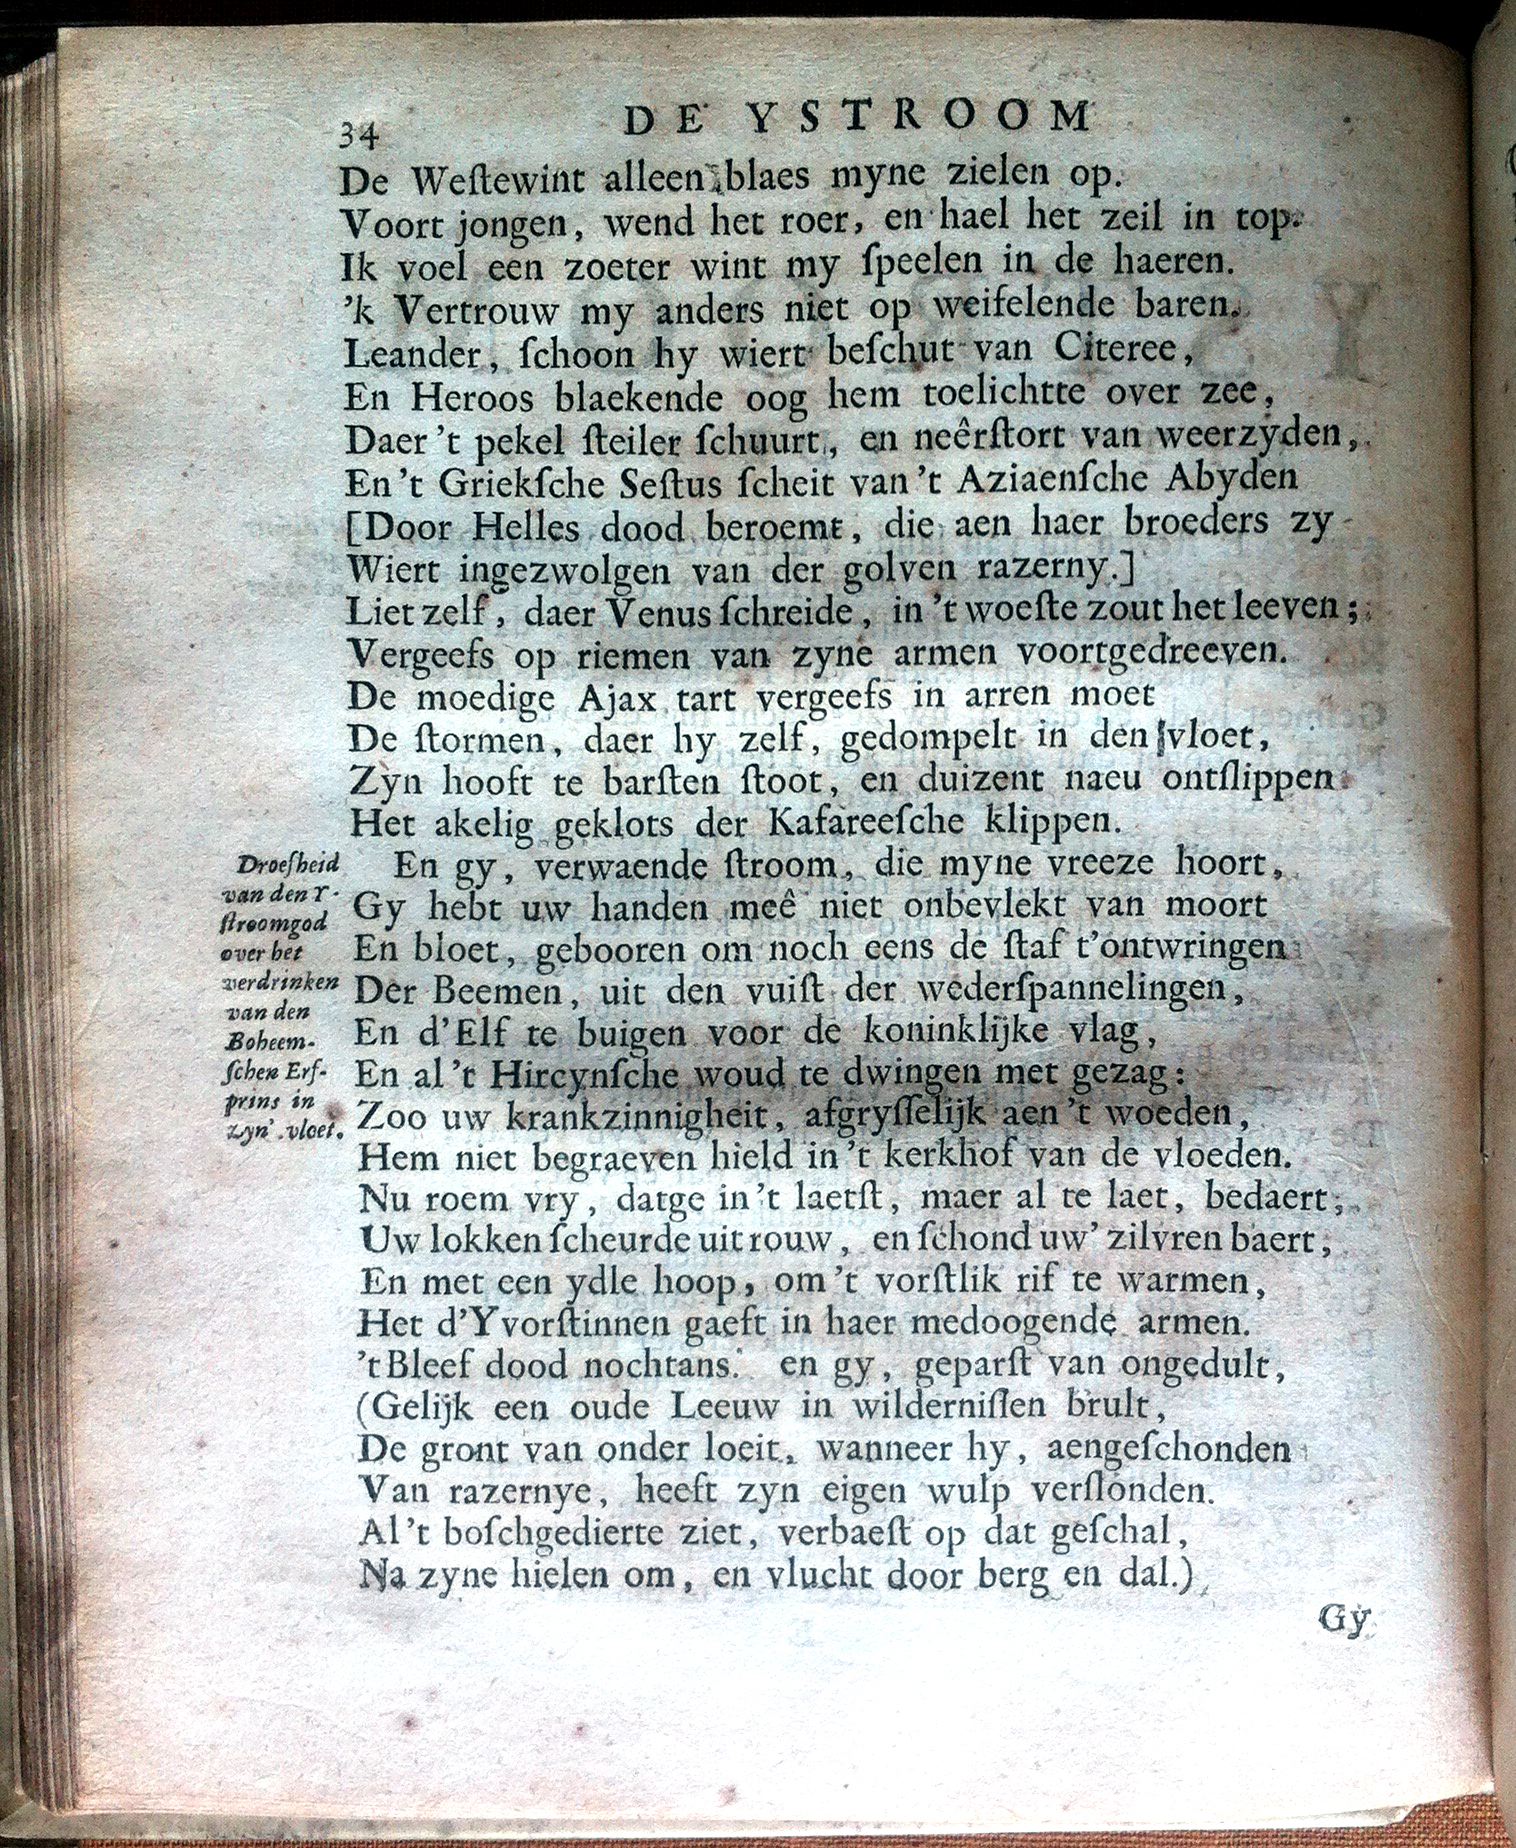 34 DE YSTROOM
De Weſtewint alleen blaes myne zielen op.
Voort jongen, wend het roer, en hael het zeil in top.
Ik voel een zoeter wint my ſpeelen in de haeren.
'k Vertrouw my anders niet op weifelende baren.
Leander, ſchoon hy wiert beſchut van Citeree,
En Heroos blaekende oog hem toelichtte over zee,
Daer 't pekel ſteiler ſchuurt, en neêrſtort van weerzyden,
En 't Griekſche Seſtus ſcheit van 't Aziaenſche Abyden
[Door Helles dood beroemt, die aen haer broeders zy
Wiert ingezwolgen van der golven razerny.]
Liet zelf, daer Venus ſchreide, in 't woeſte zout het leeven;
Vergeefs op riemen van zyne armen voortgedreeven.
De moedige Ajax tart vergeefs in arren moet
De ſtormen, daer hy zelf, gedompelt in den vloet,
Zyn hooft te barſten ſtoot, en duizent naeu ontſlippen
Het akelig geklots der Kafareeſche klippen.
En gy, verwaende ſtroom, die myne vreeze hoort,
Gy hebt uw handen meê niet onbevlekt van moort
En bloet, gebooren om noch eens de ſtaf t'ontwringen
Der Beemen, uit den vuiſt der wederſpannelingen,
En d'Elf te buigen voor de koninklijke vlag,
En al 't Hircynſche woud te dwingen met gezag:
Zoo uw krankzinnigheit, afgryſſelijk aen 't woeden,
Hem niet begraeven hield in 't kerkhof van de vloeden.
Nu roem vry, datge in 't laetſt, maer al te laet, bedaert,
Uw lokken ſcheurde uit rouw, en ſchond uw' zilvren baert;
En met een ydle hoop, om 't vorſtlik rif te warmen,
Het d'Yvorſtinnen gaeft in haer medoogende armen.
't Bleef dood nochtans. en gy, geparſt van ongedult,
(Gelijk een oude Leeuw in wilderniſſen brult,
De gront van onder loeit, wanneer hy, aengeſchonden
Van razernye, heeft zyn eigen wulp verſlonden.
Al 't boſchgedierte ziet, verbaeſt op dat geſchal,
Na zyne hielen om, en vlucht door berg en dal.)
Gy
Droeſheid
van den Y-
ſtroomgod
over het
verdrinken
van den
Boheem-
ſchen Erf-
prins in
zyn' vloet.